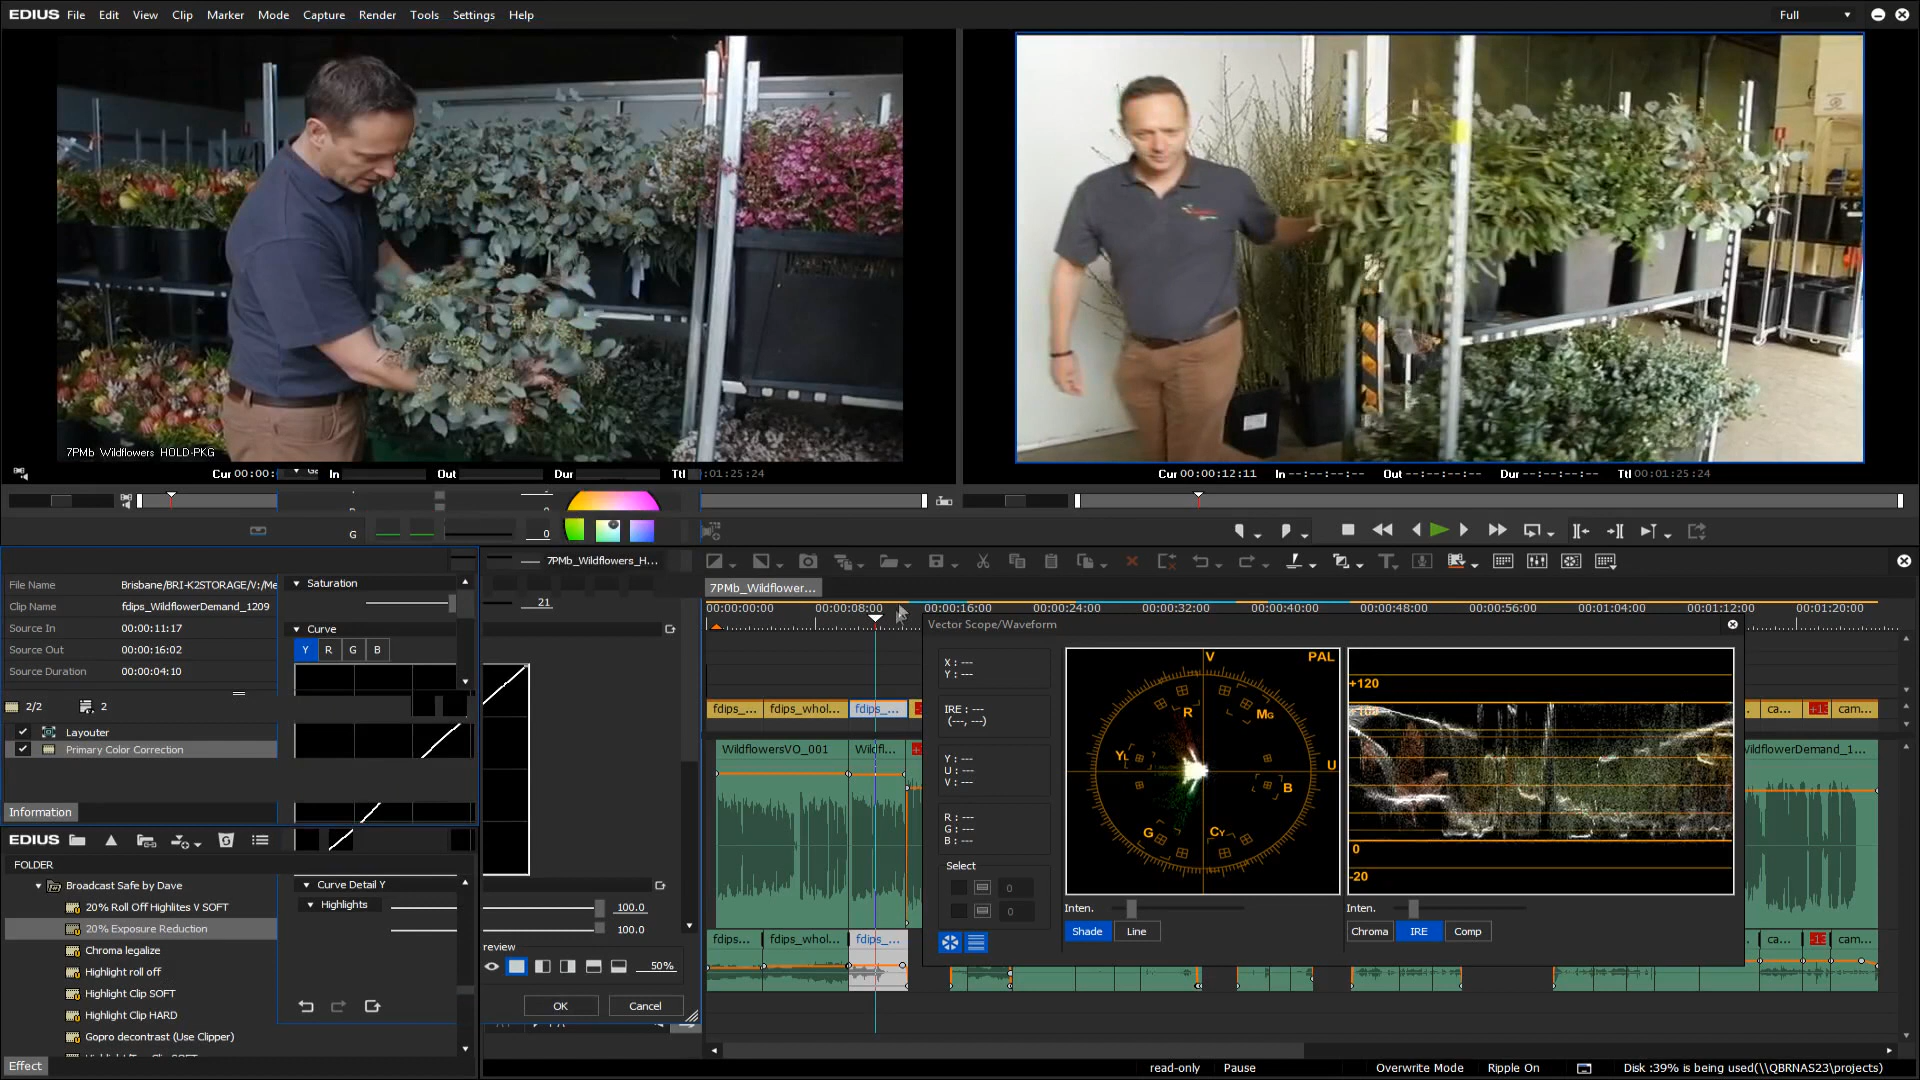 EDIUS File Edit View Clip Marker Mode Capture Render Tools Settings Help Full
7PMb Wildflowers HOLD-PKG
Cur 00:00: In Out Dur Ttl :01:25:24
Cur 00:00:12:11 In --:--:--:-- Out --:--:--:-- Dur --:--:--:-- Ttl 00:01:25:24
G 0
7PMb_Wildflowers_H...
File Name Brisbane/BRI-K2STORAGE/V:/Me
Clip Name fdips_WildflowerDemand_1209
Source In 00:00:11:17
Source Out 00:00:16:02
Source Duration 00:00:04:10
2/2 2
Layouter
Primary Color Correction
Information
Saturation
21
Curve
Y R G B
Curve Detail Y
Highlights
100.0
100.0
review
50%
OK Cancel
EDIUS
FOLDER
Broadcast Safe by Dave
20% Roll Off Highlites V SOFT
20% Exposure Reduction
Chroma legalize
Highlight roll off
Highlight Clip SOFT
Highlight Clip HARD
Gopro decontrast (Use Clipper)
Effect
7PMb_Wildflower...
00:00:00:00 00:00:08:00 00:00:16:00 00:00:24:00 00:00:32:00 00:00:40:00 00:00:48:00 00:00:56:00 00:01:04:00 00:01:12:00 00:01:20:00
fdips_... fdips_whol... fdips_... ca... cam...
WildflowersVO_001 Wildfl... WildflowerDemand_1...
fdips... fdips_whol... fdips_... ca... cam...
Vector Scope/Waveform
X : ---
Y : ---
IRE : ---
(---, ---)
Y : ---
U : ---
V : ---
R : ---
G : ---
B : ---
Select
0
0
V PAL
R MG
YL U
B
G CY
Inten.
Shade Line
+120
+100
0
-20
Inten.
Chroma IRE Comp
read-only Pause Overwrite Mode Ripple On Disk :39% is being used(\\QBRNAS23\projects)